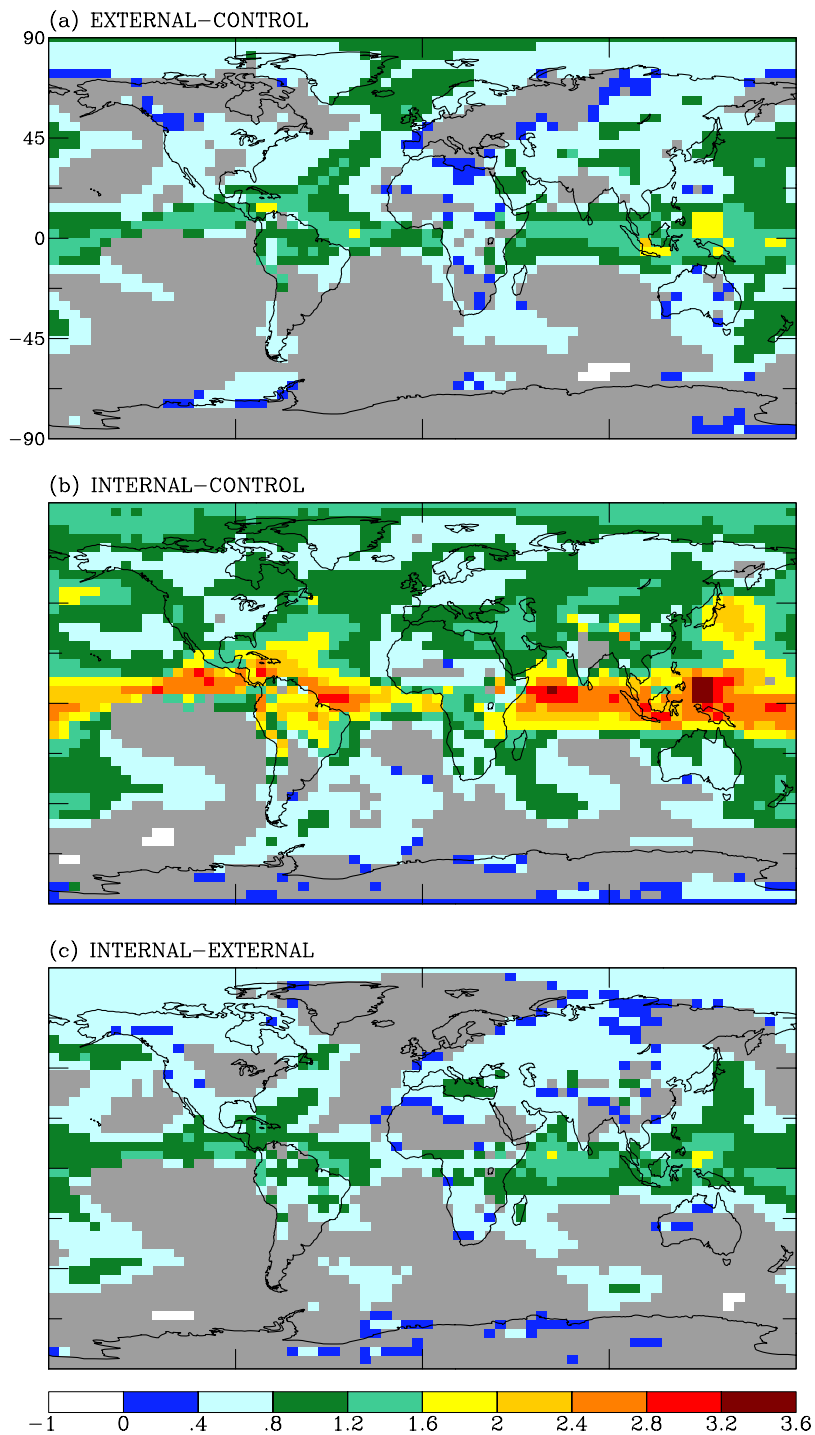 (a) EXTERNAL−CONTROL
90
45
0
−45
−90
(b) INTERNAL−CONTROL
(c) INTERNAL−EXTERNAL
−1 0 .4 .8 1.2 1.6 2 2.4 2.8 3.2 3.6